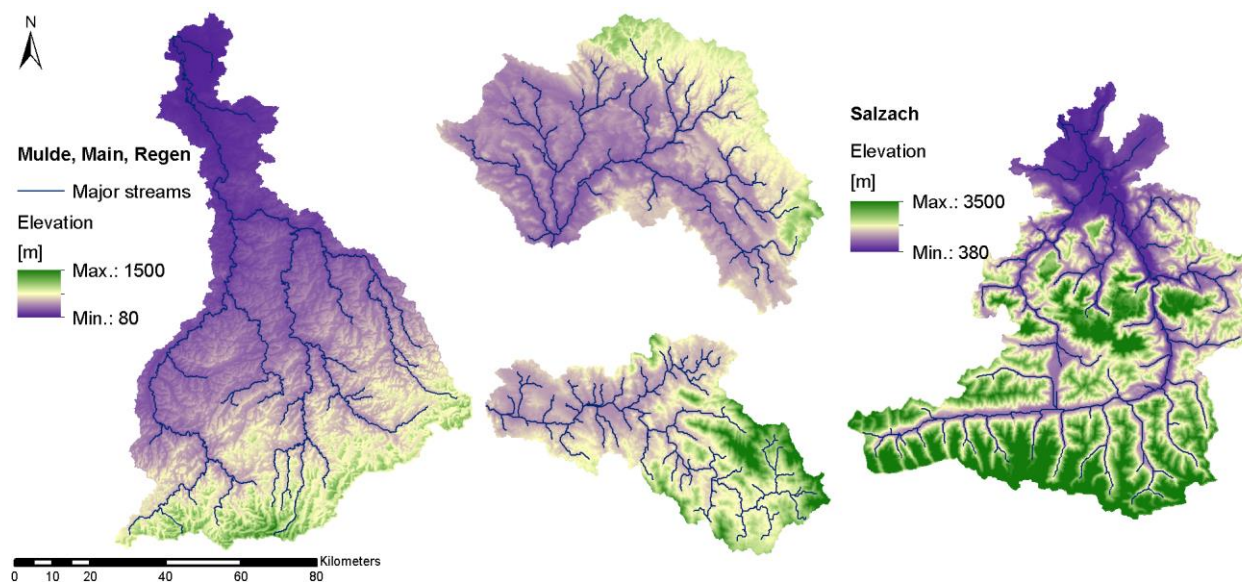 N
Mulde, Main, Regen
Major streams
Elevation
[m]
Max.: 1500
Min.: 80
Salzach
Elevation
[m]
Max.: 3500
Min.: 380
0 10 20 40 60 80 Kilometers